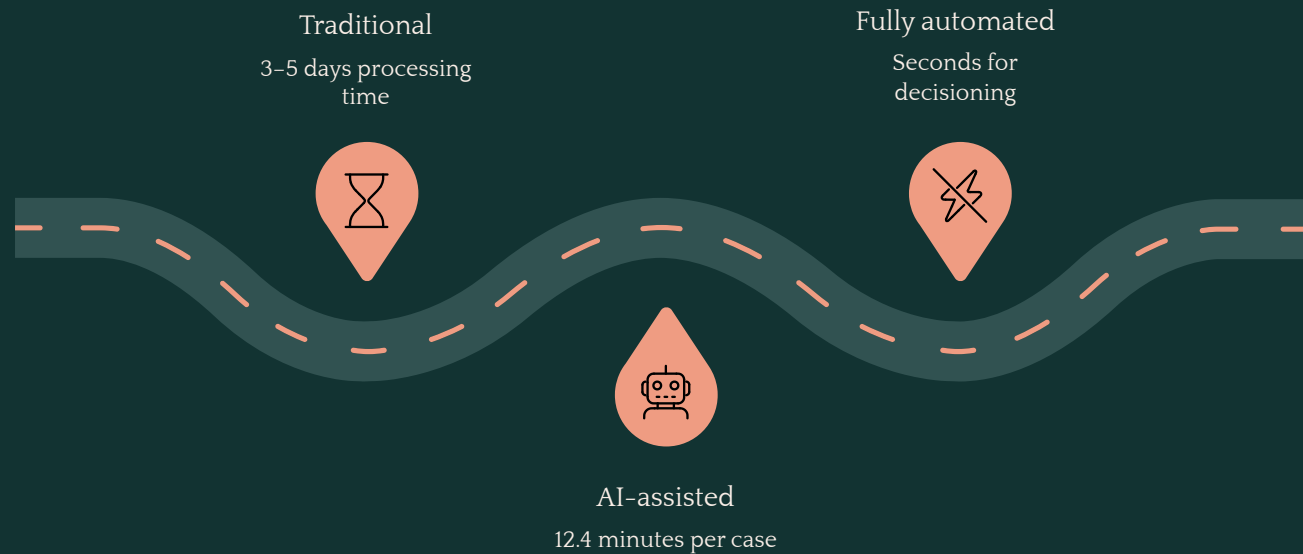 Traditional
3–5 days processing
time
Fully automated
Seconds for
decisioning
AI-assisted
12.4 minutes per case